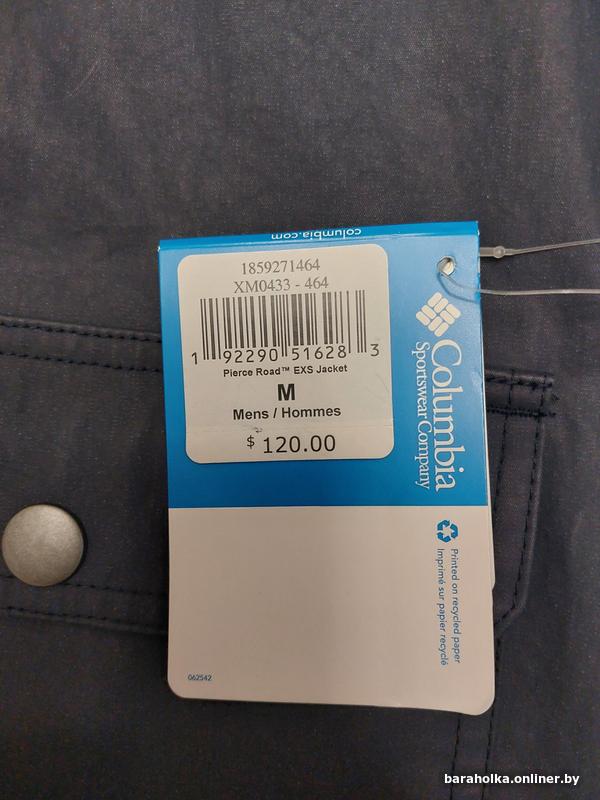 columbia.com
1859271464
XM0433 - 464
1 92290 51628 3
Pierce Road™ EXS Jacket
M
Mens / Hommes
$ 120.00
Columbia
Sportswear Company
Printed on recycled paper
Imprimé sur papier recyclé
062542
baraholka.onliner.by